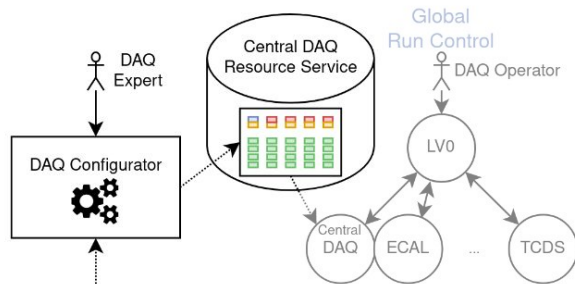 Global
Run Control
Central DAQ
Resource Service
DAQ
Expert
DAQ Operator
DAQ Configurator
LV0
Central
DAQ
ECAL
...
TCDS